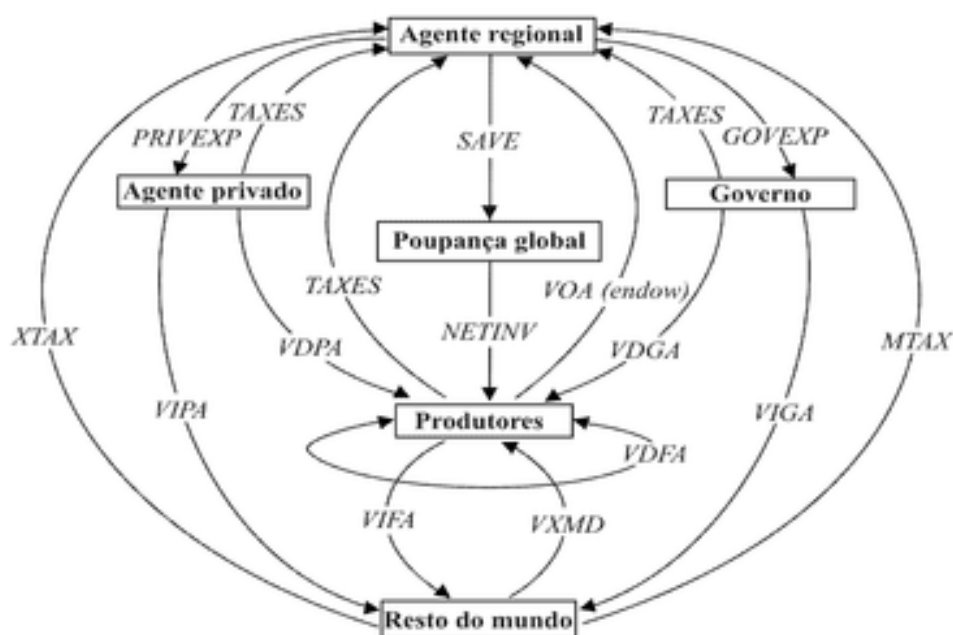 Agente regional
TAXES
TAXES
PRIVEXP
SAVE
GOVEXP
Agente privado
Governo
Poupança global
TAXES
VOA (endow)
XTAX
VDPA
NETINV
VDGA
MTAX
VIPA
Produtores
VIGA
VDFA
VIFA
VXMD
Resto do mundo